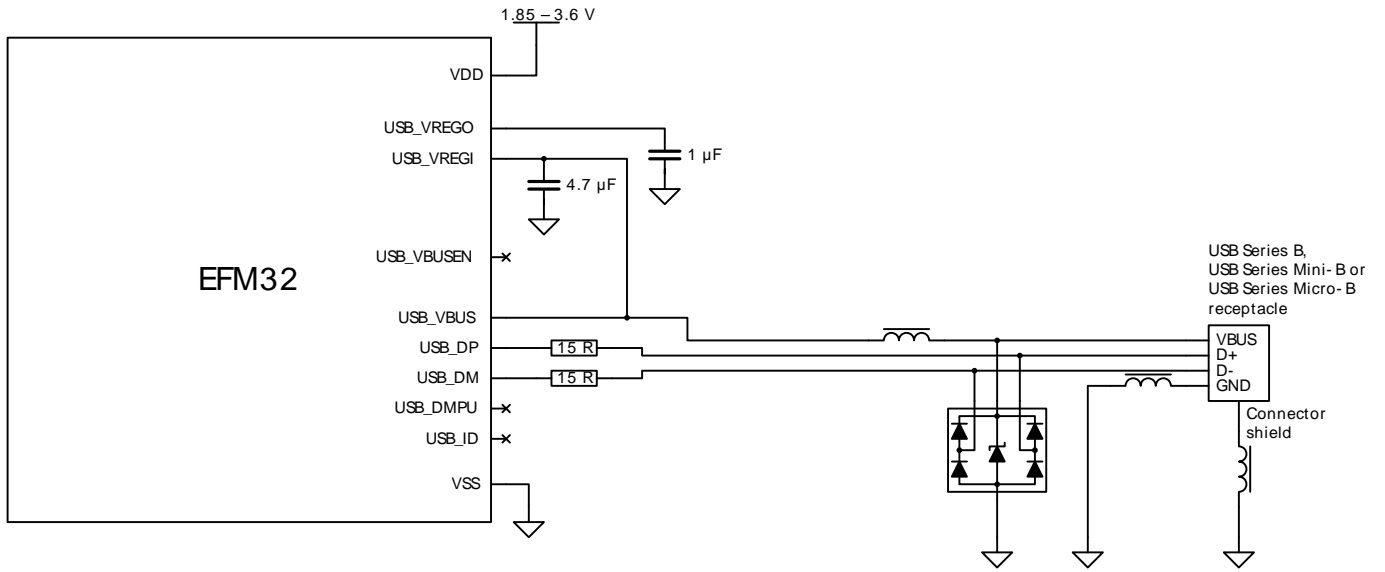 1.85 – 3.6 V
VDD
USB_VREGO
1 µF
USB_VREGI
4.7 µF
USB_VBUSEN
EFM32
USB Series B,
USB Series Mini-B or
USB Series Micro-B
receptacle
USB_VBUS
VBUS
USB_DP
15 R
D+
USB_DM
15 R
D-
GND
USB_DMPU
Connector
shield
USB_ID
VSS